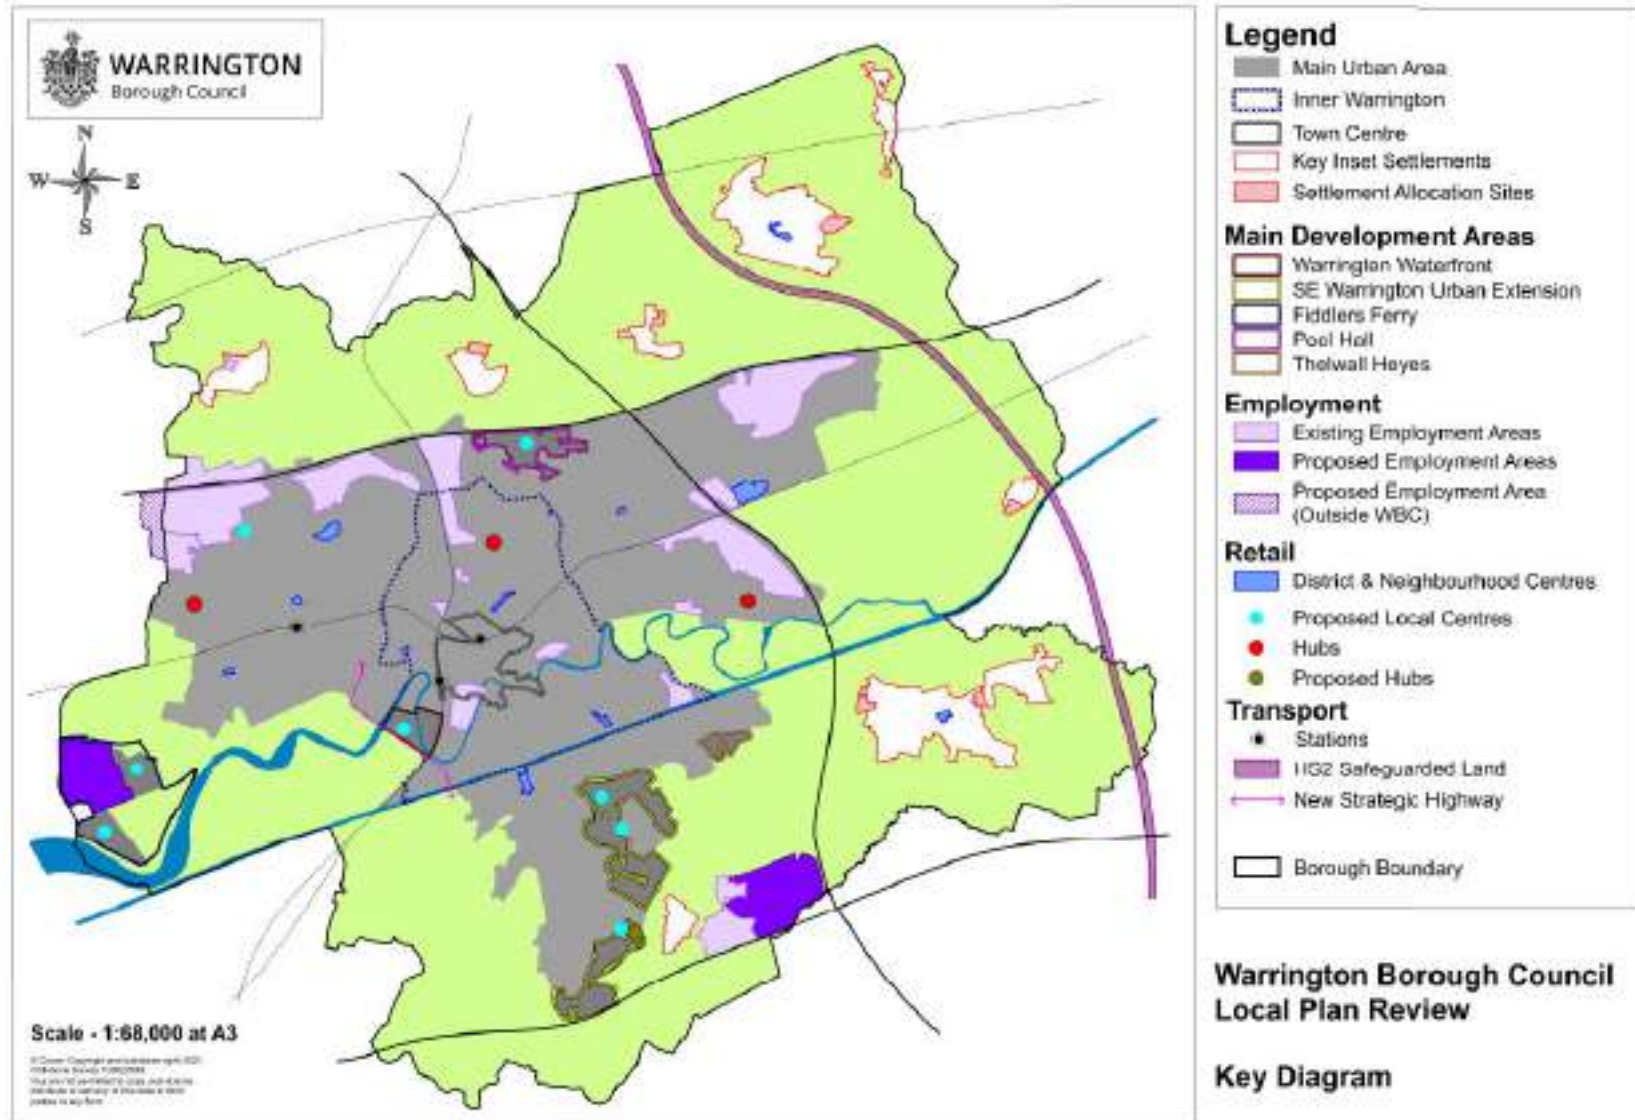 WARRINGTON
Borough Council
N
W
E
S
Scale - 1:68,000 at A3
Legend
Main Urban Area
Inner Warrington
Town Centre
Key Inset Settlements
Settlement Allocation Sites
Main Development Areas
Warrington Waterfront
SE Warrington Urban Extension
Fiddlers Ferry
Peel Hall
Thelwall Heyes
Employment
Existing Employment Areas
Proposed Employment Areas
Proposed Employment Area
(Outside WBC)
Retail
District & Neighbourhood Centres
Proposed Local Centres
Hubs
Proposed Hubs
Transport
Stations
HS2 Safeguarded Land
New Strategic Highway
Borough Boundary
Warrington Borough Council
Local Plan Review
Key Diagram